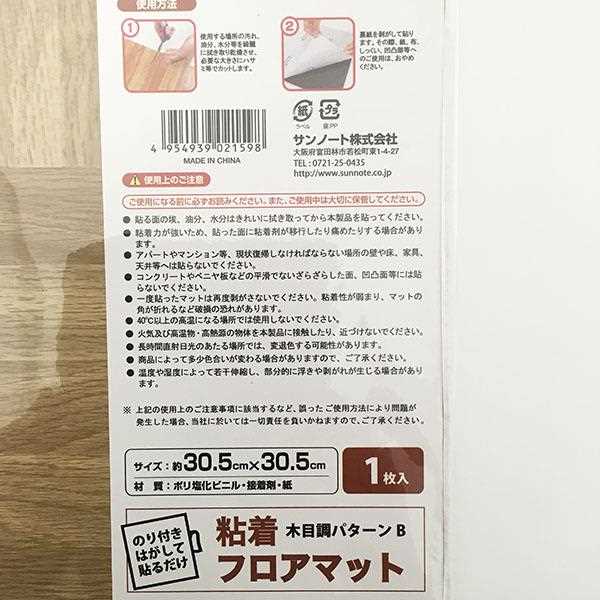 使用方法
1
使用する場所の汚れ、
油分、水分等を綺麗
に拭き取り乾燥させ、
必要な大きさにハサ
ミ等でカットします。
2
裏紙を剥がして貼り
ます。その際、紙、布、
しっくい、凹凸部等へ
のご使用は、おやめ
ください。
4 954939 021598
MADE IN CHINA
紙
ラベル
プラ
袋:PP
サンノート株式会社
大阪府富田林市若松町東1-4-27
TEL: 0721-25-0435
http://www.sunnote.co.jp
使用上のご注意
ご使用になる前に必ずお読みください。また、ご使用中は大切に保管してください。
● 貼る面の埃、油分、水分はきれいに拭き取ってから本製品を貼ってください。
● 粘着力が強いため、貼った面に粘着剤が移行したり痛めたりする場合があり
ます。
● アパートやマンション等、現状復帰しなければならない場所の壁や床、家具、
天井等へは貼らないでください。
● コンクリートやベニヤ板などの平滑でないざらざらした面、凹凸面等には貼
らないでください。
● 一度貼ったマットは再度剥がさないでください。粘着性が弱まり、マットの
角が折れるなど破損の恐れがあります。
● 40℃以上の高温になる場所では使用しないでください。
● 火気及び高温物・高熱源の物体を本製品に接触したり、近づけないでください。
● 長時間直射日光のあたる場所では、変退色する可能性があります。
● 商品によって多少色合いが変わる場合がありますので、ご了承ください。
● 温度や湿度によって若干伸縮し、部分的に浮きや剥がれが生じる場合があり
ます。
※ 上記の使用上のご注意事項に該当するなど、誤ったご使用方法により問題が
発生した場合、当社に於いては一切責任を負いかねますので、ご了承ください。
サイズ:約30.5cm×30.5cm
材 質:ポリ塩化ビニル・接着剤・紙
1枚入
のり付き
はがして
貼るだけ
粘着 木目調パターン B
フロアマット